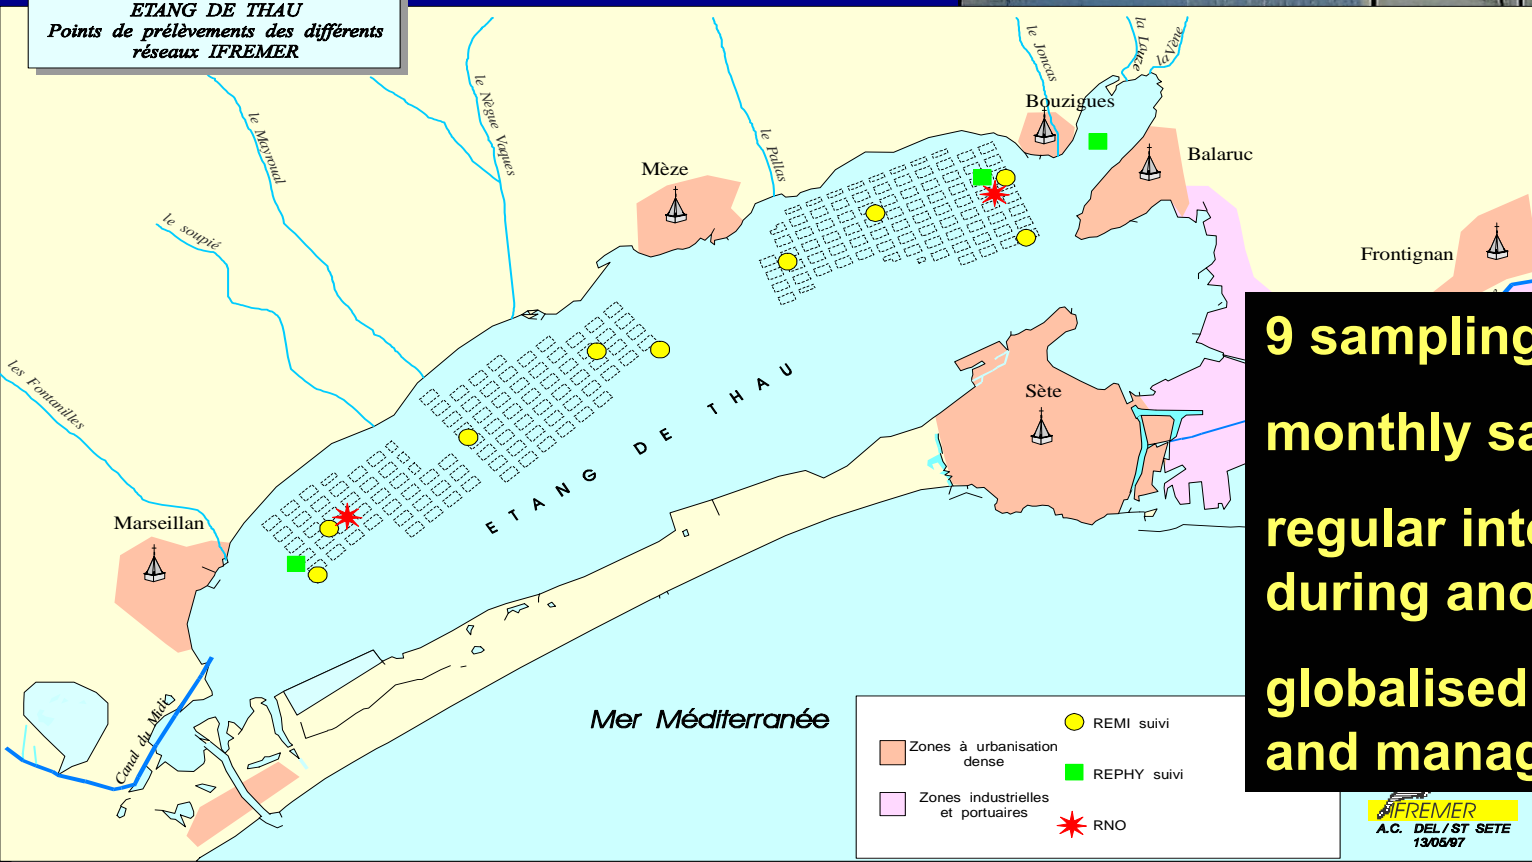 ETANG DE THAU
Points de prélèvements des différents
réseaux IFREMER
le Joncas
la Lauze
la Vène
le Nègue Vaques
le Mayroual
le Pallas
Bouzigues
Balaruc
Mèze
le soupié
Frontignan
les Fontanilles
Sète
ETANG DE THAU
Marseillan
Canal du Midi
Mer Méditerranée
9 sampling
monthly sa
regular inte
during ano
globalised
and manag
Zones à urbanisation
dense
Zones industrielles
et portuaires
REMI suivi
REPHY suivi
RNO
IFREMER
A.C. DEL / ST SETE
13/05/97